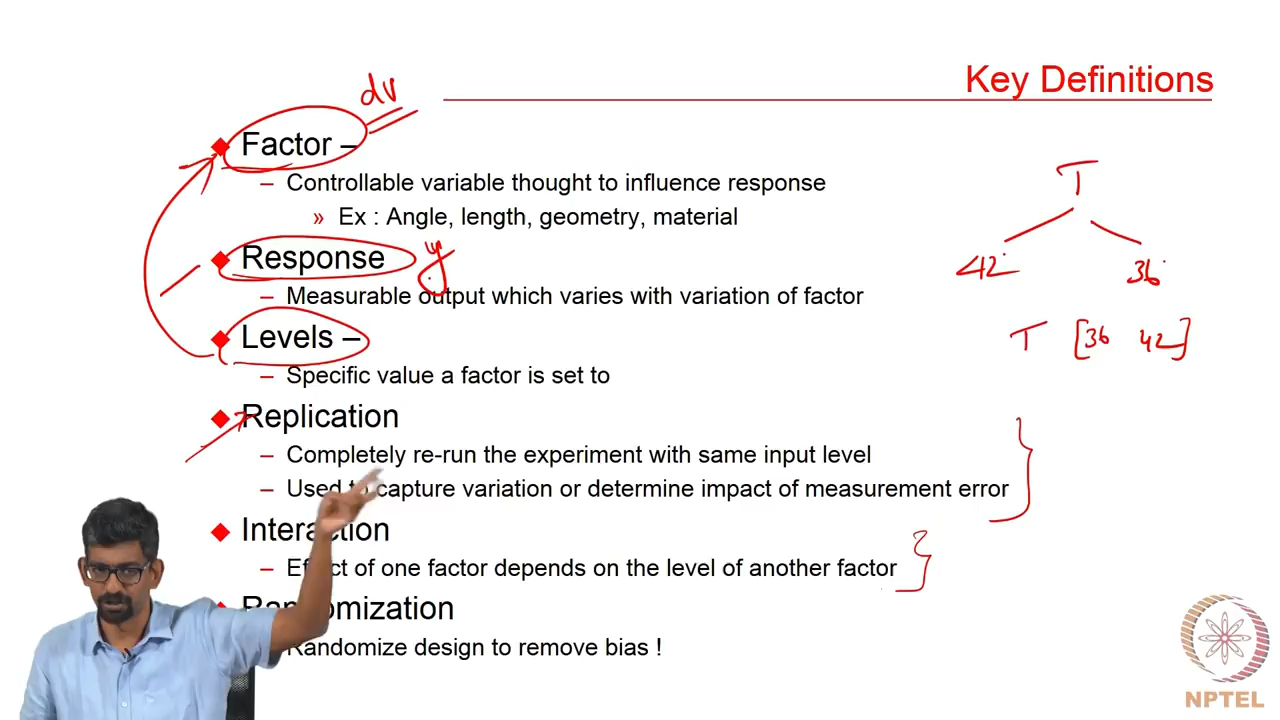 Key Definitions
dv
Factor –
– Controllable variable thought to influence response
» Ex : Angle, length, geometry, material
Response y
– Measurable output which varies with variation of factor
Levels –
– Specific value a factor is set to
Replication
– Completely re-run the experiment with same input level
– Used to capture variation or determine impact of measurement error
Interaction
– Effect of one factor depends on the level of another factor
Randomization
Randomize design to remove bias !
T
42 36
T [36 42]
NPTEL